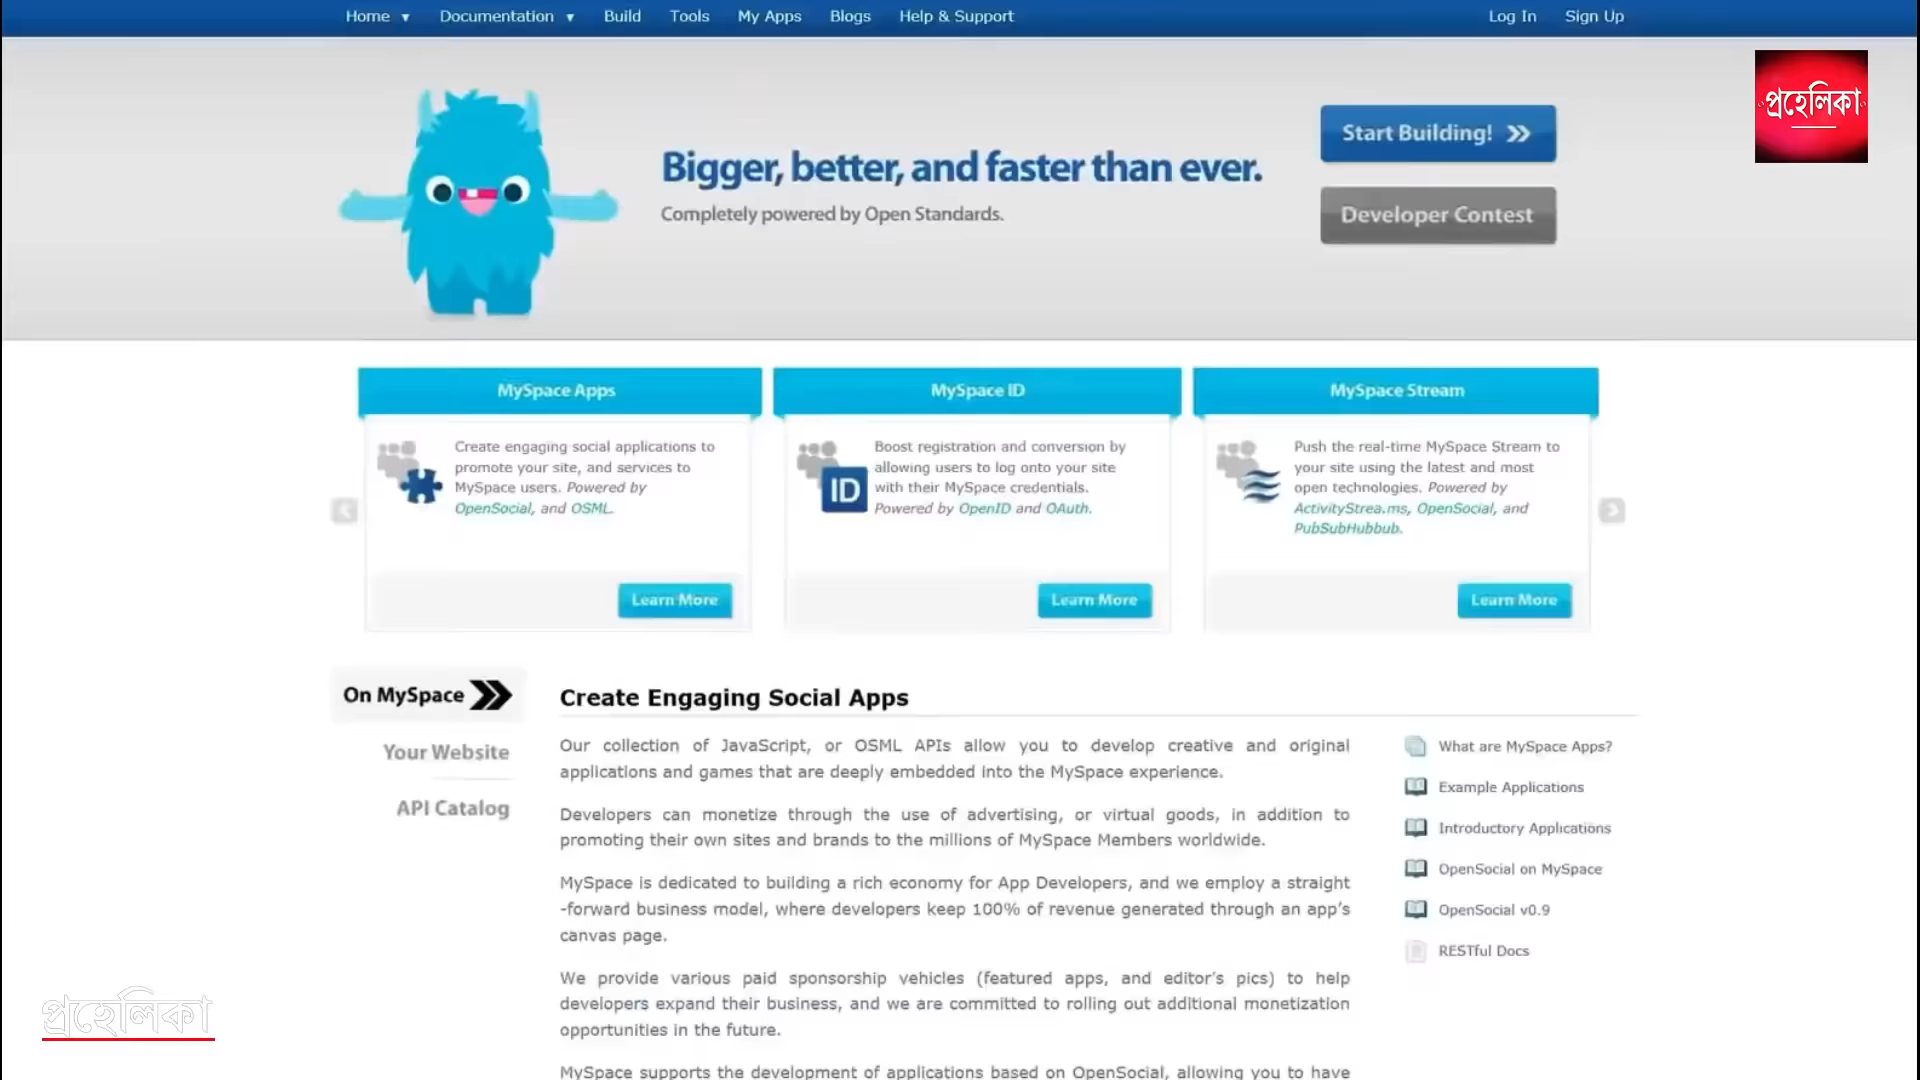 Home ▼ Documentation ▼ Build Tools My Apps Blogs Help & Support Log In Sign Up
প্রহেলিকা
Bigger, better, and faster than ever.
Completely powered by Open Standards.
Start Building!
Developer Contest
MySpace Apps
Create engaging social applications to
promote your site, and services to
MySpace users. Powered by
OpenSocial, and OSML.
Learn More
MySpace ID
ID
Boost registration and conversion by
allowing users to log onto your site
with their MySpace credentials.
Powered by OpenID and OAuth.
Learn More
MySpace Stream
Push the real-time MySpace Stream to
your site using the latest and most
open technologies. Powered by
ActivityStrea.ms, OpenSocial, and
PubSubHubbub.
Learn More
On MySpace
Your Website
API Catalog
Create Engaging Social Apps
Our collection of JavaScript, or OSML APIs allow you to develop creative and original
applications and games that are deeply embedded into the MySpace experience.
Developers can monetize through the use of advertising, or virtual goods, in addition to
promoting their own sites and brands to the millions of MySpace Members worldwide.
MySpace is dedicated to building a rich economy for App Developers, and we employ a straight
-forward business model, where developers keep 100% of revenue generated through an app's
canvas page.
We provide various paid sponsorship vehicles (featured apps, and editor's pics) to help
developers expand their business, and we are committed to rolling out additional monetization
opportunities in the future.
MySpace supports the development of applications based on OpenSocial, allowing you to have
What are MySpace Apps?
Example Applications
Introductory Applications
OpenSocial on MySpace
OpenSocial v0.9
RESTful Docs
প্রহেলিকা